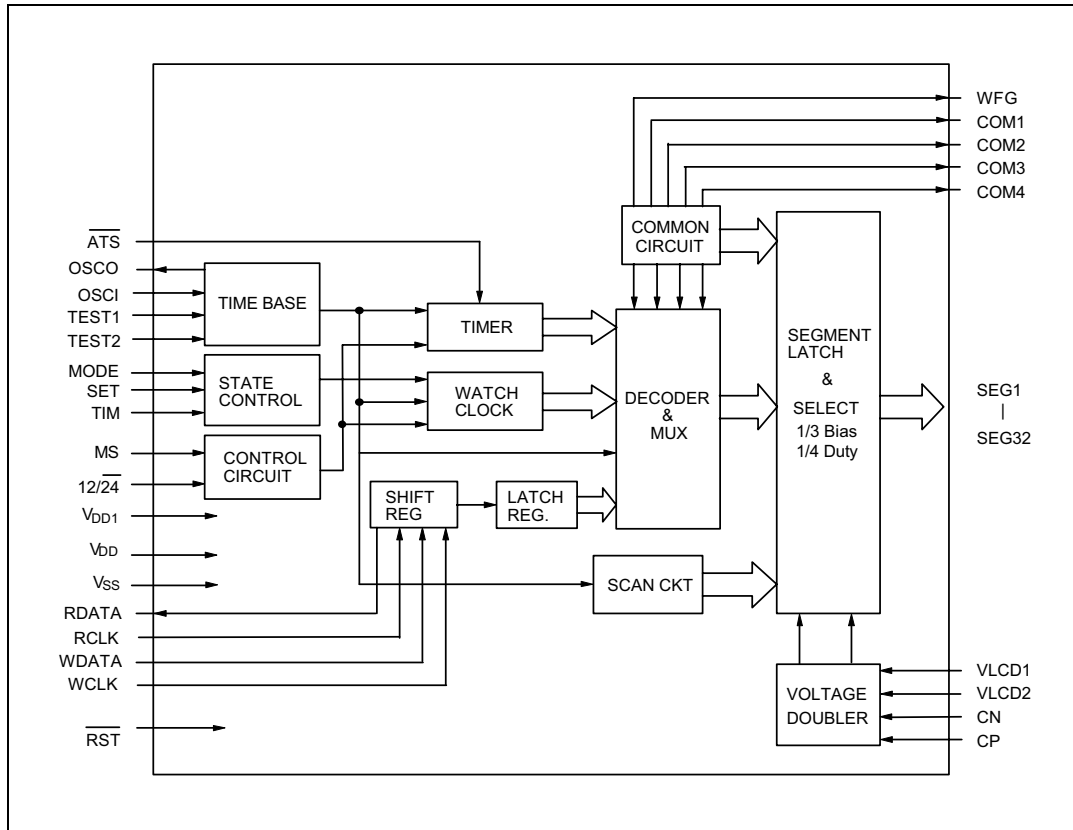 WFG
COM1
COM2
COM3
COM4
COMMON
CIRCUIT
A̅T̅S̅
OSCO
OSCI
TEST1
TEST2
TIME BASE
TIMER
MODE
SET
TIM
STATE
CONTROL
WATCH
CLOCK
DECODER
&
MUX
SEGMENT
LATCH
&
SELECT
1/3 Bias
1/4 Duty
SEG1
|
SEG32
MS
12/2̅4̅
CONTROL
CIRCUIT
SHIFT
REG
LATCH
REG.
VDD1
VDD
VSS
SCAN CKT
RDATA
RCLK
WDATA
WCLK
R̅S̅T̅
VOLTAGE
DOUBLER
VLCD1
VLCD2
CN
CP